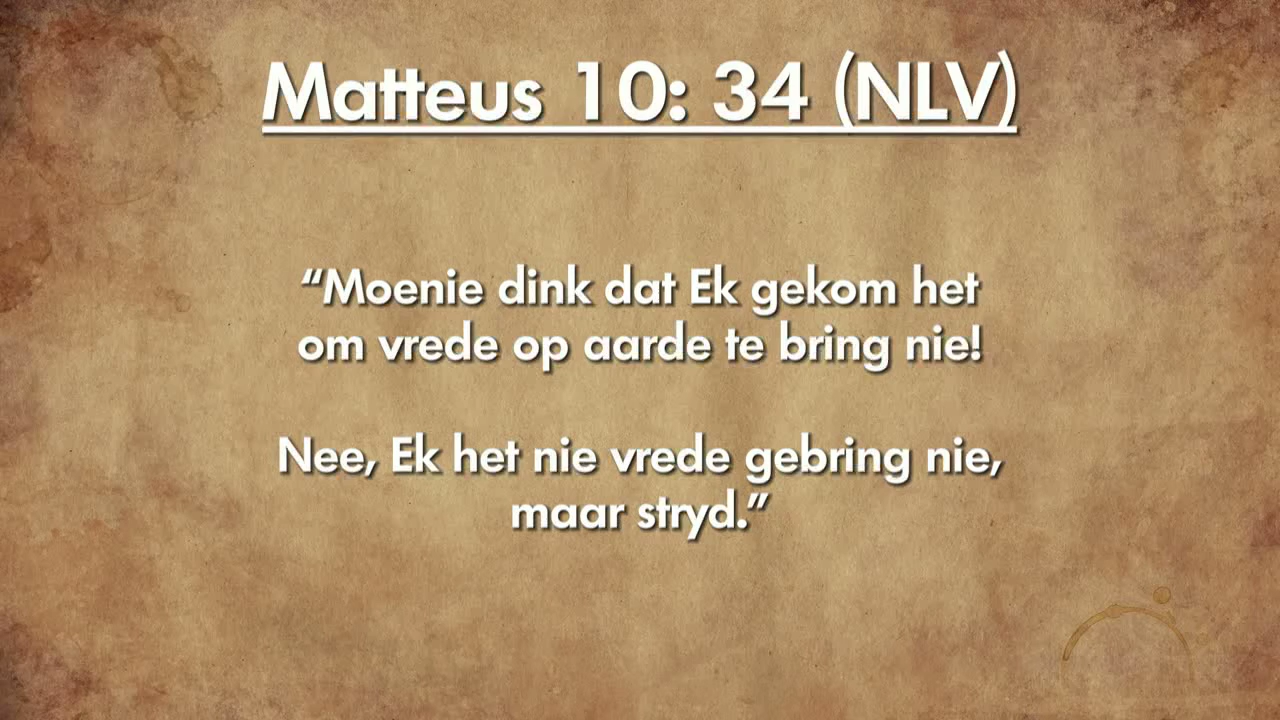 Matteus 10: 34 (NLV)
“Moenie dink dat Ek gekom het
om vrede op aarde te bring nie!
Nee, Ek het nie vrede gebring nie,
maar stryd.”